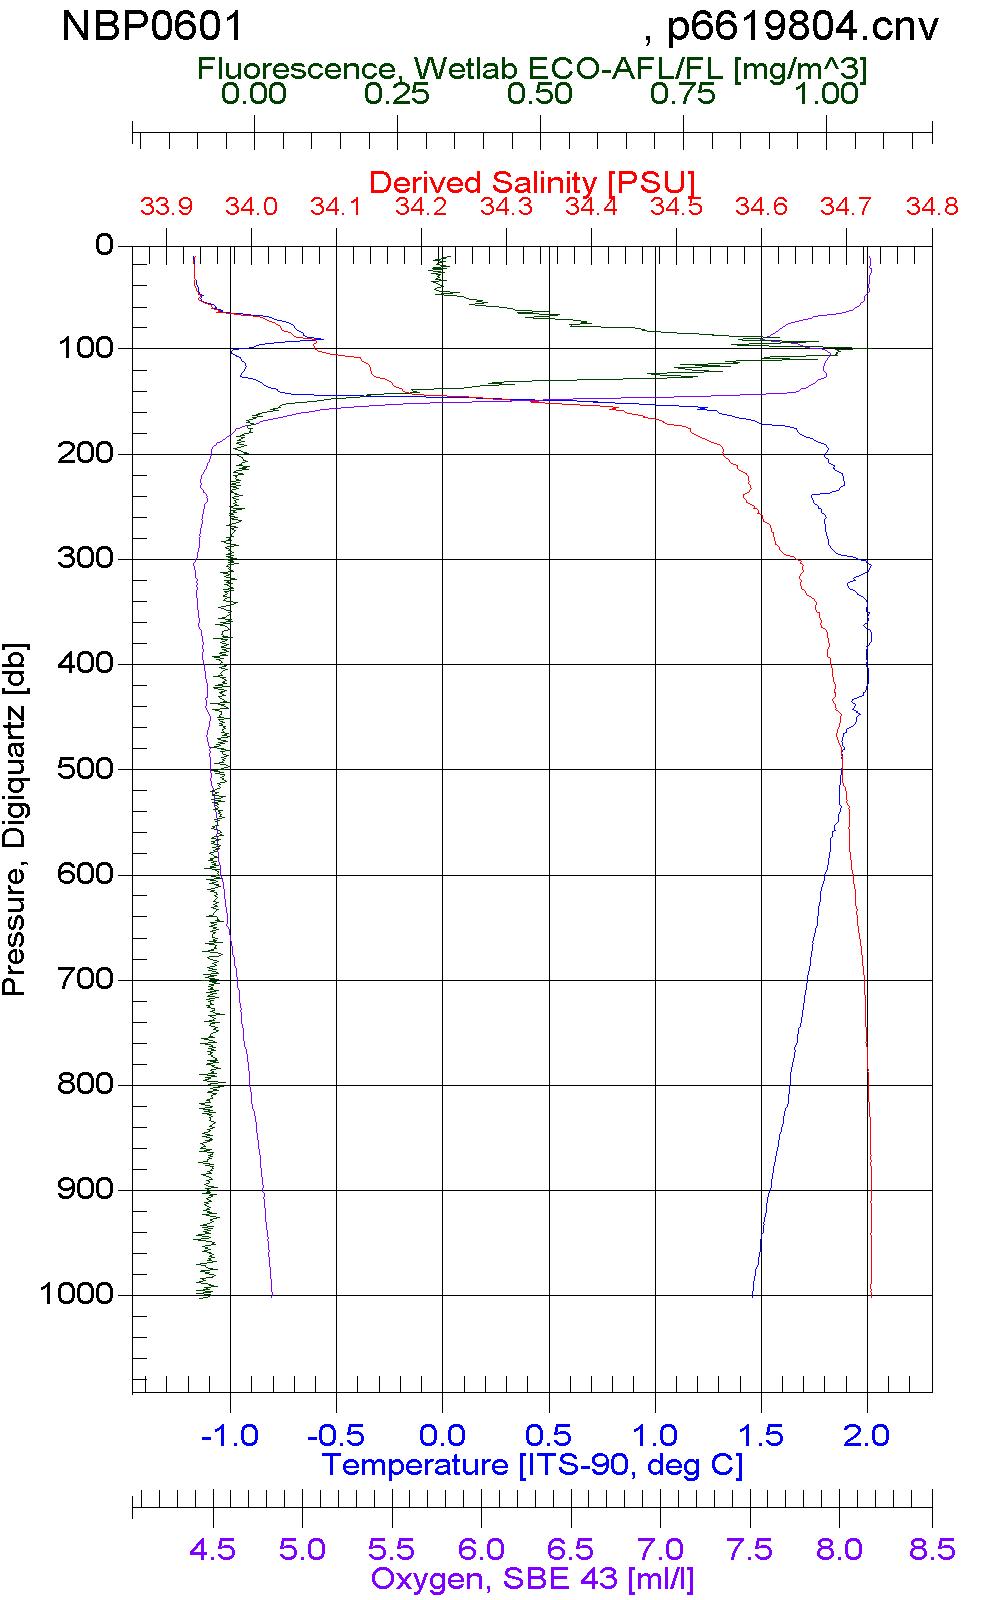 NBP0601 , p6619804.cnv
Fluorescence, Wetlab ECO-AFL/FL [mg/m^3]
0.00 0.25 0.50 0.75 1.00
Derived Salinity [PSU]
33.9 34.0 34.1 34.2 34.3 34.4 34.5 34.6 34.7 34.8
0
100
200
300
400
500
600
700
800
900
1000
Pressure, Digiquartz [db]
-1.0 -0.5 0.0 0.5 1.0 1.5 2.0
Temperature [ITS-90, deg C]
4.5 5.0 5.5 6.0 6.5 7.0 7.5 8.0 8.5
Oxygen, SBE 43 [ml/l]